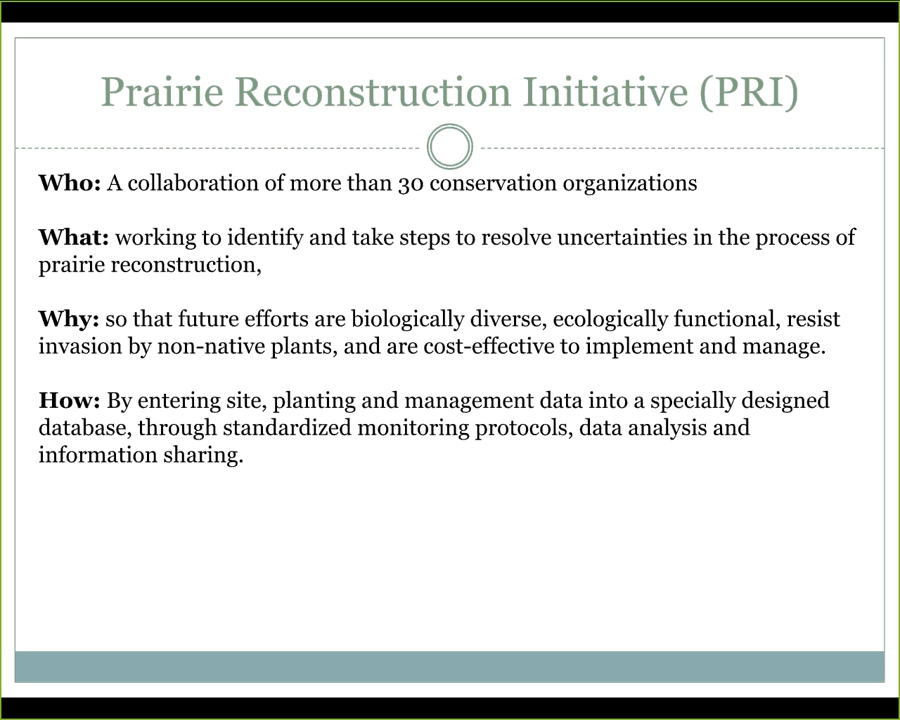 Prairie Reconstruction Initiative (PRI)
Who: A collaboration of more than 30 conservation organizations
What: working to identify and take steps to resolve uncertainties in the process of
prairie reconstruction,
Why: so that future efforts are biologically diverse, ecologically functional, resist
invasion by non-native plants, and are cost-effective to implement and manage.
How: By entering site, planting and management data into a specially designed
database, through standardized monitoring protocols, data analysis and
information sharing.